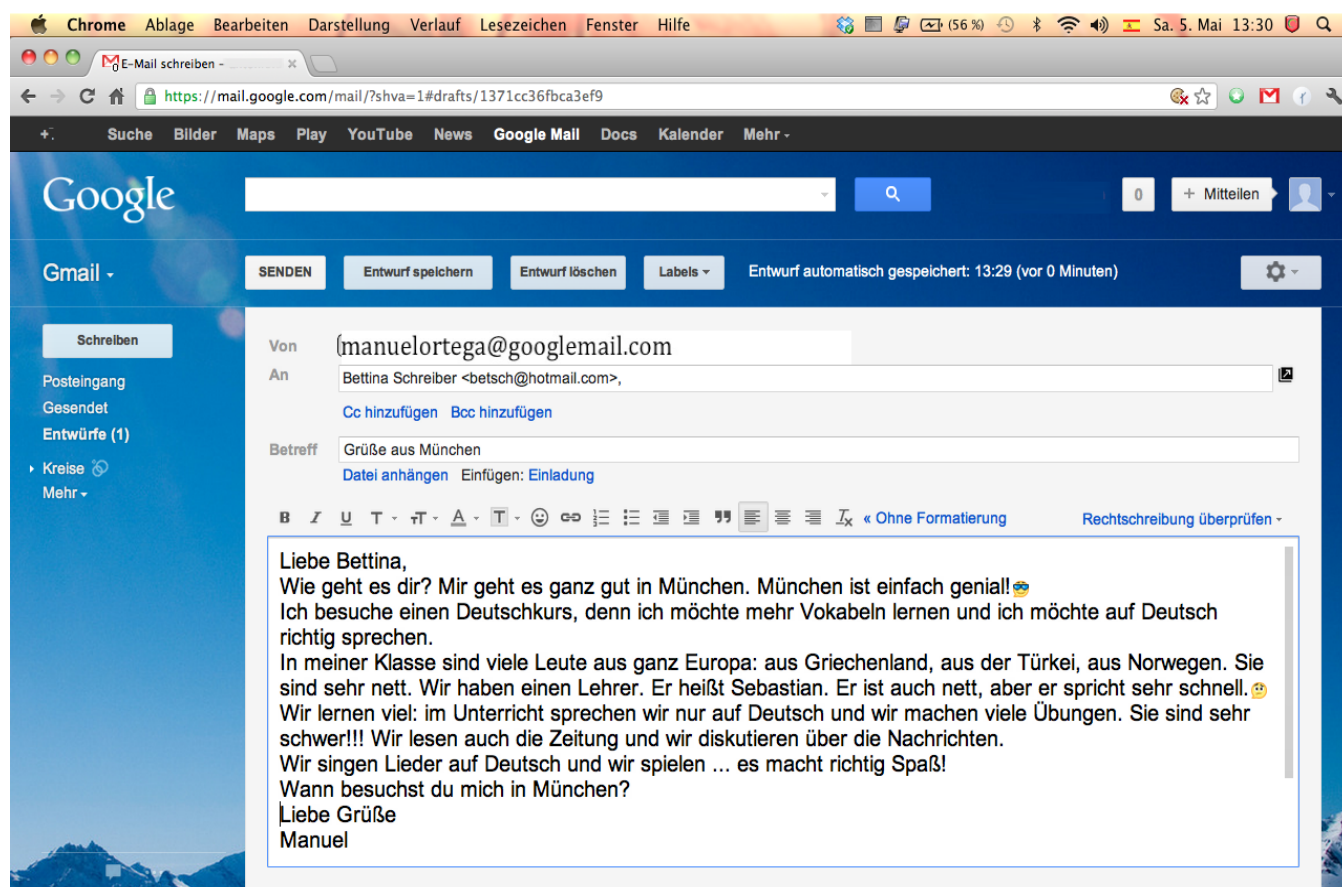 Chrome Ablage Bearbeiten Darstellung Verlauf Lesezeichen Fenster Hilfe (56 %) Sa. 5. Mai 13:30
E-Mail schreiben -
https://mail.google.com/mail/?shva=1#drafts/1371cc36fbca3ef9
+ Suche Bilder Maps Play YouTube News Google Mail Docs Kalender Mehr
Google 0 + Mitteilen
Gmail SENDEN Entwurf speichern Entwurf löschen Labels Entwurf automatisch gespeichert: 13:29 (vor 0 Minuten)
Schreiben
Posteingang
Gesendet
Entwürfe (1)
Kreise
Mehr
Von manuelortega@googlemail.com
An Bettina Schreiber <betsch@hotmail.com>,
Cc hinzufügen Bcc hinzufügen
Betreff Grüße aus München
Datei anhängen Einfügen: Einladung
B I U T TT A T Tx « Ohne Formatierung Rechtschreibung überprüfen
Liebe Bettina,
Wie geht es dir? Mir geht es ganz gut in München. München ist einfach genial!
Ich besuche einen Deutschkurs, denn ich möchte mehr Vokabeln lernen und ich möchte auf Deutsch
richtig sprechen.
In meiner Klasse sind viele Leute aus ganz Europa: aus Griechenland, aus der Türkei, aus Norwegen. Sie
sind sehr nett. Wir haben einen Lehrer. Er heißt Sebastian. Er ist auch nett, aber er spricht sehr schnell.
Wir lernen viel: im Unterricht sprechen wir nur auf Deutsch und wir machen viele Übungen. Sie sind sehr
schwer!!! Wir lesen auch die Zeitung und wir diskutieren über die Nachrichten.
Wir singen Lieder auf Deutsch und wir spielen ... es macht richtig Spaß!
Wann besuchst du mich in München?
Liebe Grüße
Manuel